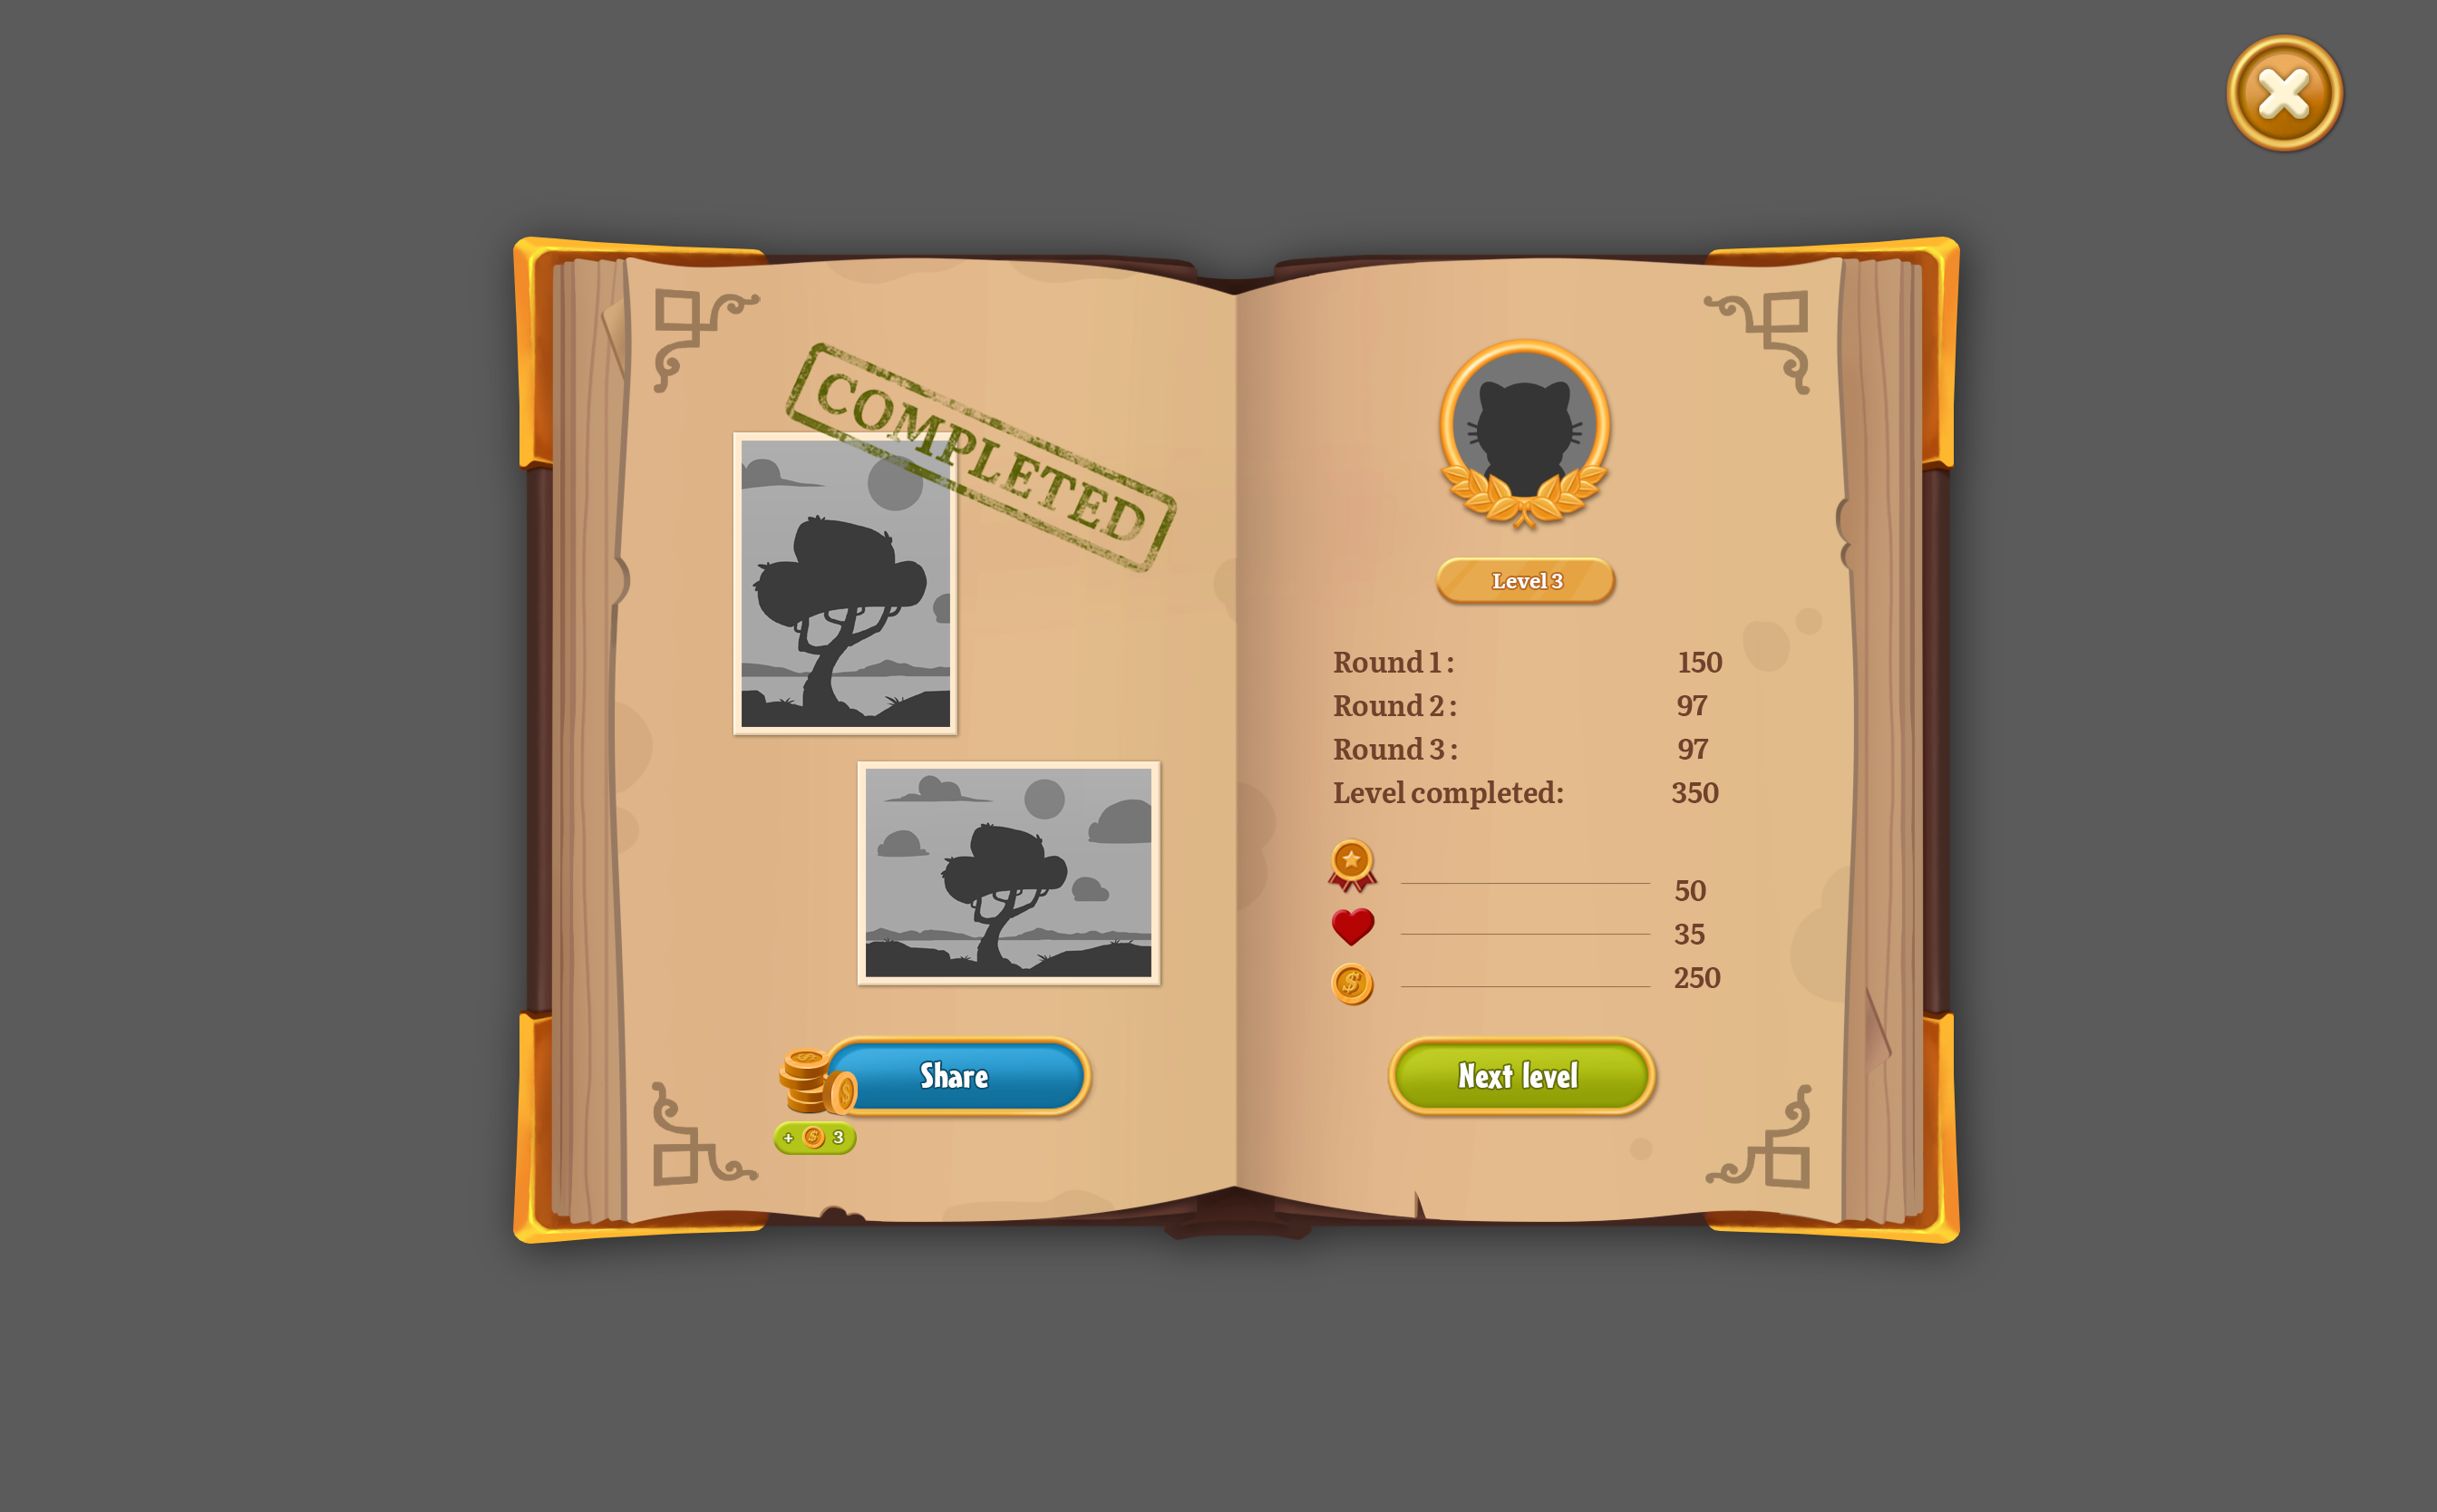 COMPLETED
Share
+ 3
Level 3
Round 1: 150
Round 2: 97
Round 3: 97
Level completed: 350
50
35
250
Next level